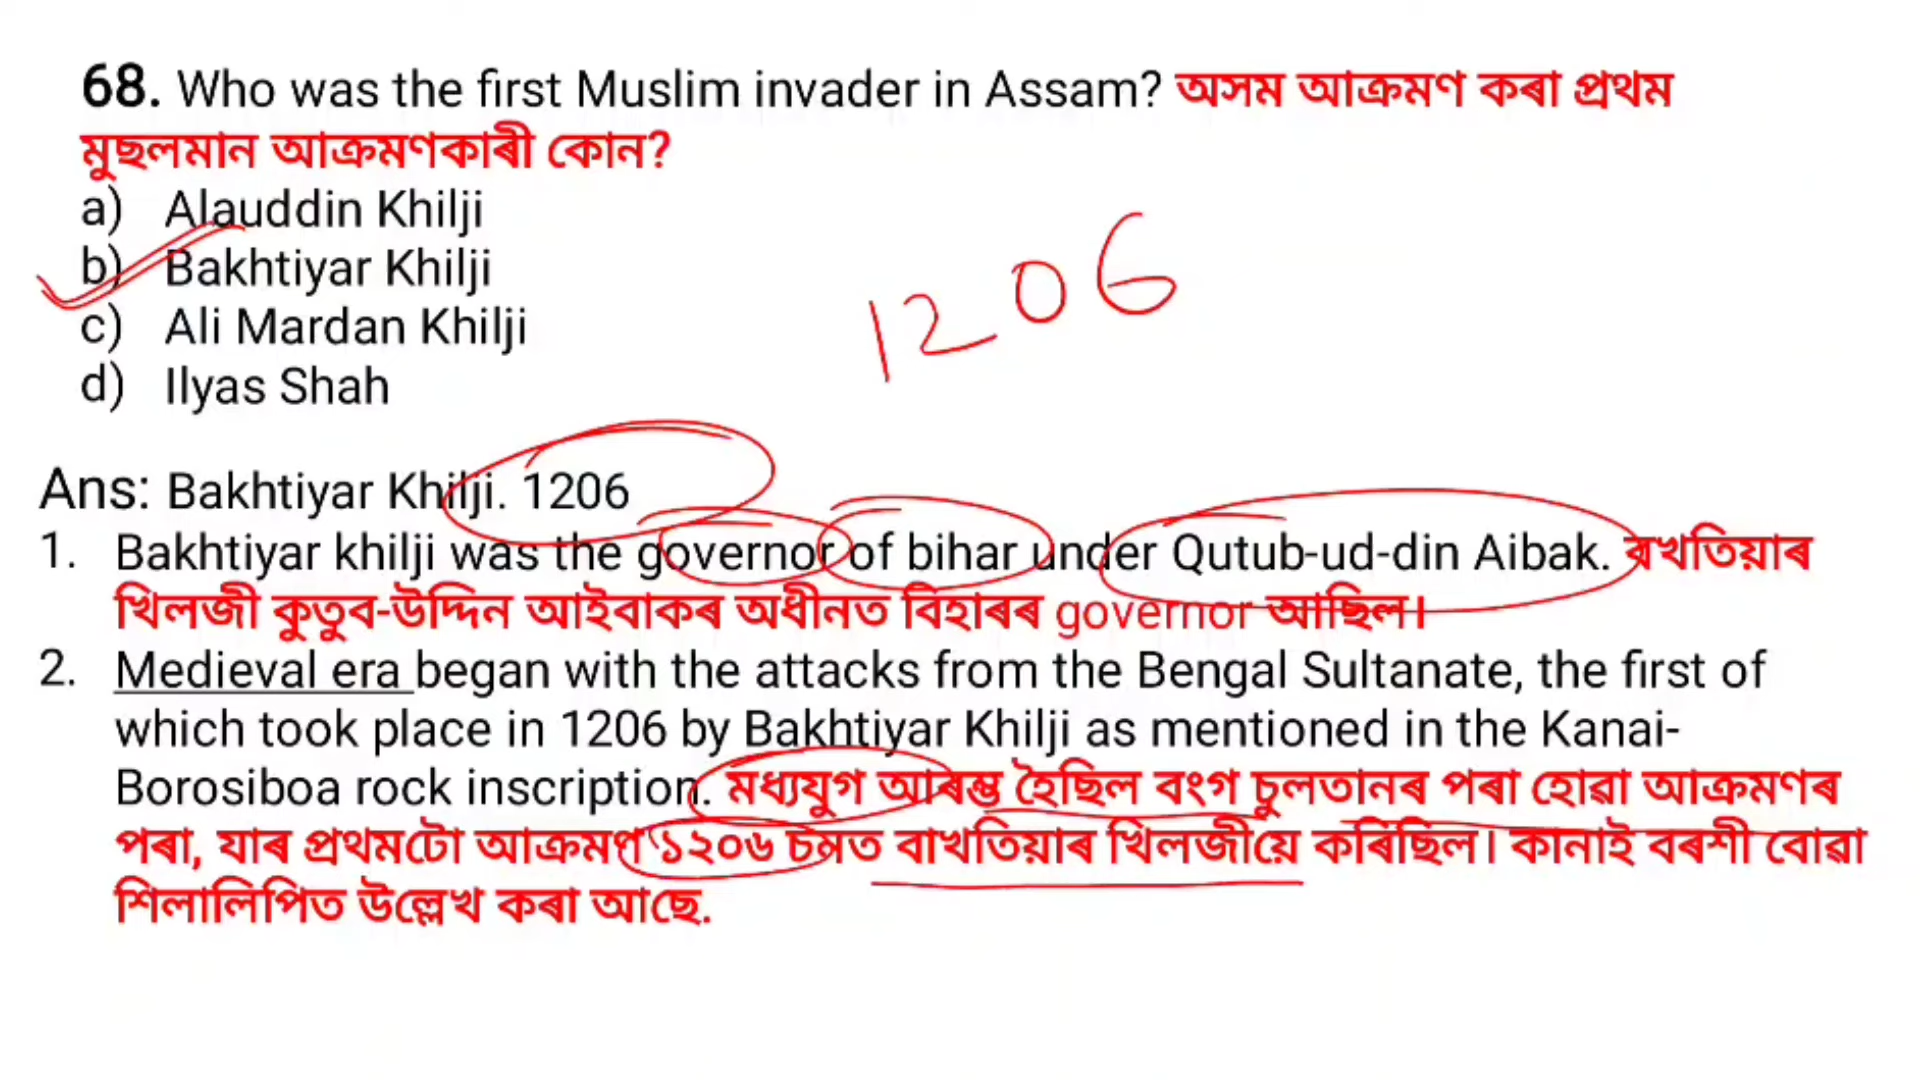 68. Who was the first Muslim invader in Assam? অসম আক্ৰমণ কৰা প্ৰথম
মুছলমান আক্ৰমণকাৰী কোন?
a) Alauddin Khilji
b) Bakhtiyar Khilji
c) Ali Mardan Khilji
d) Ilyas Shah
1206
Ans: Bakhtiyar Khilji. 1206
1. Bakhtiyar khilji was the governor of bihar under Qutub-ud-din Aibak. বখতিয়াৰ
খিলজী কুতুব-উদ্দিন আইবাকৰ অধীনত বিহাৰৰ governor আছিল।
2. Medieval era began with the attacks from the Bengal Sultanate, the first of
which took place in 1206 by Bakhtiyar Khilji as mentioned in the Kanai-
Borosiboa rock inscription. মধ্যযুগ আৰম্ভ হৈছিল বংগ চুলতানৰ পৰা হোৱা আক্ৰমণৰ
পৰা, যাৰ প্ৰথমটো আক্ৰমণ ১২০৬ চনত বাখতিয়াৰ খিলজীয়ে কৰিছিল। কানাই বৰশী বোৱা
শিলালিপিত উল্লেখ কৰা আছে.